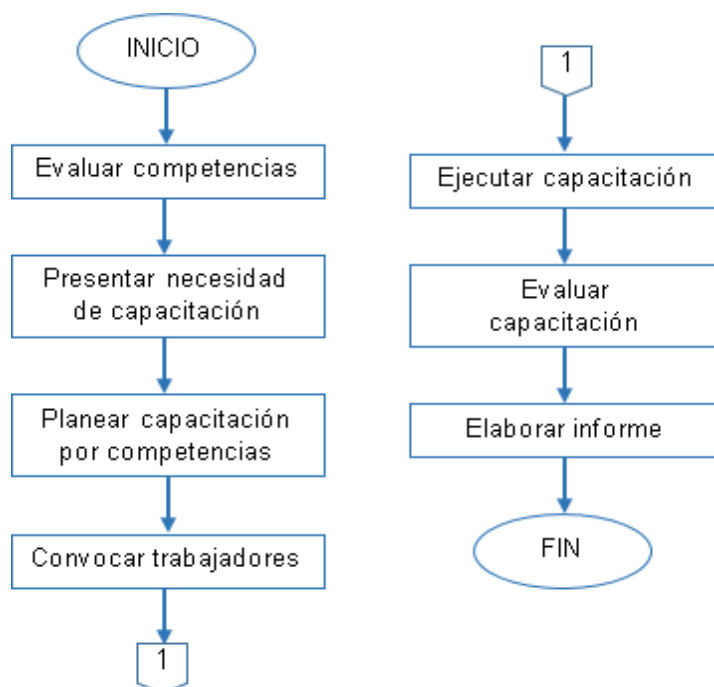 INICIO
Evaluar competencias
Presentar necesidad
de capacitación
Planear capacitación
por competencias
Convocar trabajadores
1
1
Ejecutar capacitación
Evaluar
capacitación
Elaborar informe
FIN